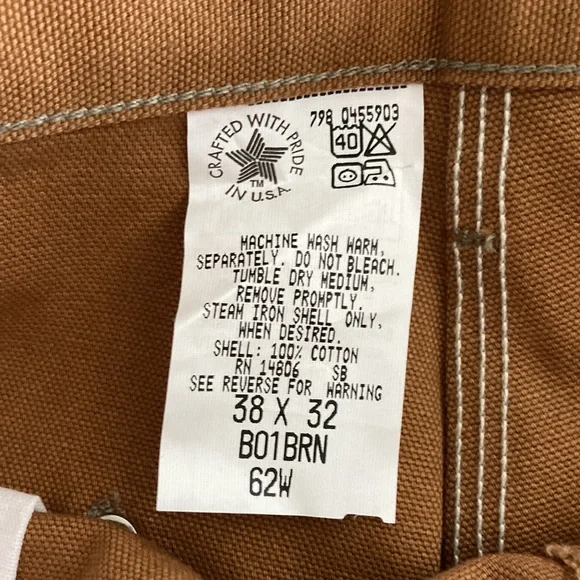 798 0455903
CRAFTED WITH PRIDE
IN U.S.A.
TM
40
MACHINE WASH WARM,
SEPARATELY. DO NOT BLEACH.
TUMBLE DRY MEDIUM,
REMOVE PROMPTLY.
STEAM IRON SHELL ONLY,
WHEN DESIRED.
SHELL: 100% COTTON
RN 14806 SB
SEE REVERSE FOR WARNING
38 X 32
B01BRN
62W